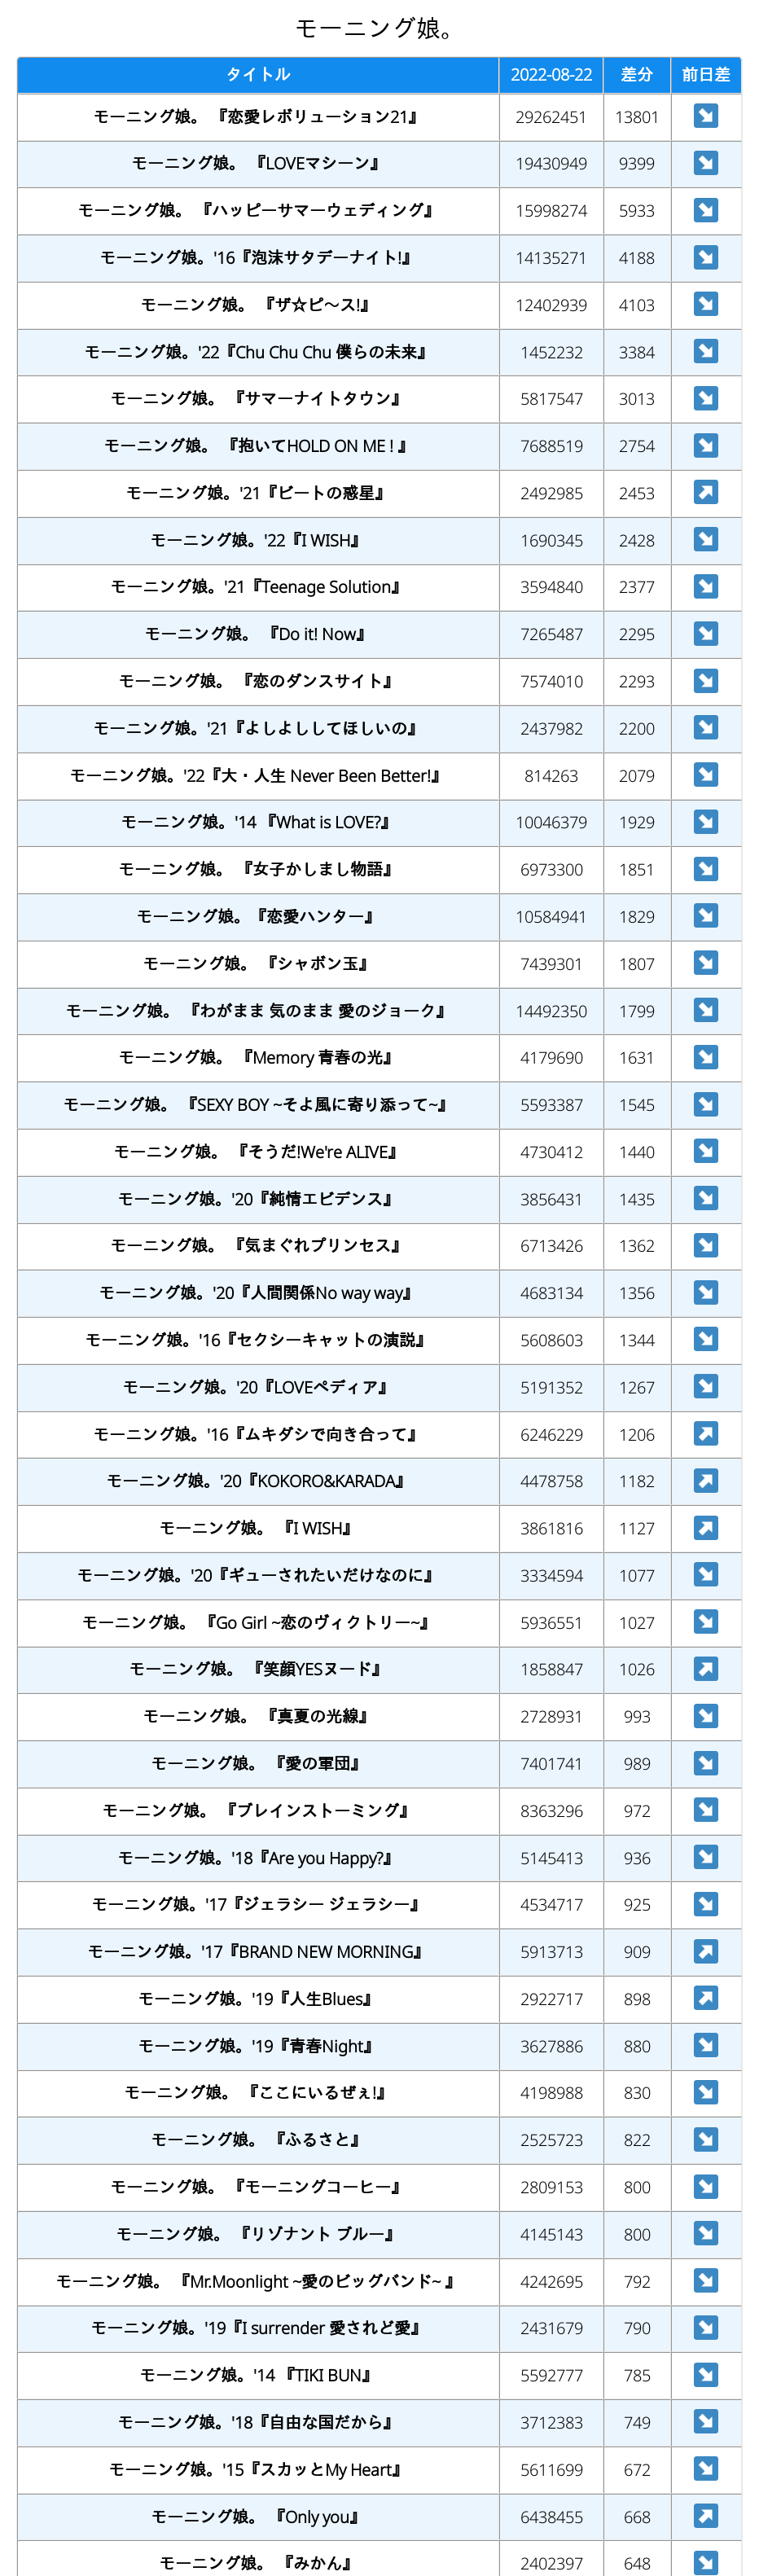 モーニング娘。
タイトル 2022-08-22 差分 前日差
モーニング娘。 『恋愛レボリューション21』 29262451 13801 ↘
モーニング娘。 『LOVEマシーン』 19430949 9399 ↘
モーニング娘。 『ハッピーサマーウェディング』 15998274 5933 ↘
モーニング娘。'16『泡沫サタデーナイト!』 14135271 4188 ↘
モーニング娘。 『ザ☆ピ〜ス!』 12402939 4103 ↘
モーニング娘。'22『Chu Chu Chu 僕らの未来』 1452232 3384 ↘
モーニング娘。 『サマーナイトタウン』 5817547 3013 ↘
モーニング娘。 『抱いてHOLD ON ME ! 』 7688519 2754 ↘
モーニング娘。'21『ビートの惑星』 2492985 2453 ↗
モーニング娘。'22『I WISH』 1690345 2428 ↘
モーニング娘。'21『Teenage Solution』 3594840 2377 ↘
モーニング娘。 『Do it! Now』 7265487 2295 ↘
モーニング娘。 『恋のダンスサイト』 7574010 2293 ↘
モーニング娘。'21『よしよししてほしいの』 2437982 2200 ↘
モーニング娘。'22『大・人生 Never Been Better!』 814263 2079 ↘
モーニング娘。'14 『What is LOVE?』 10046379 1929 ↘
モーニング娘。 『女子かしまし物語』 6973300 1851 ↘
モーニング娘。『恋愛ハンター』 10584941 1829 ↘
モーニング娘。 『シャボン玉』 7439301 1807 ↘
モーニング娘。 『わがまま 気のまま 愛のジョーク』 14492350 1799 ↘
モーニング娘。 『Memory 青春の光』 4179690 1631 ↘
モーニング娘。 『SEXY BOY ~そよ風に寄り添って~』 5593387 1545 ↘
モーニング娘。 『そうだ!We're ALIVE』 4730412 1440 ↘
モーニング娘。'20『純情エビデンス』 3856431 1435 ↘
モーニング娘。 『気まぐれプリンセス』 6713426 1362 ↘
モーニング娘。'20『人間関係No way way』 4683134 1356 ↘
モーニング娘。'16『セクシーキャットの演説』 5608603 1344 ↘
モーニング娘。'20『LOVEペディア』 5191352 1267 ↘
モーニング娘。'16『ムキダシで向き合って』 6246229 1206 ↗
モーニング娘。'20『KOKORO&KARADA』 4478758 1182 ↗
モーニング娘。 『I WISH』 3861816 1127 ↗
モーニング娘。'20『ギューされたいだけなのに』 3334594 1077 ↘
モーニング娘。 『Go Girl ~恋のヴィクトリー~』 5936551 1027 ↘
モーニング娘。 『笑顔YESヌード』 1858847 1026 ↗
モーニング娘。 『真夏の光線』 2728931 993 ↘
モーニング娘。 『愛の軍団』 7401741 989 ↘
モーニング娘。 『ブレインストーミング』 8363296 972 ↘
モーニング娘。'18『Are you Happy?』 5145413 936 ↘
モーニング娘。'17『ジェラシー ジェラシー』 4534717 925 ↘
モーニング娘。'17『BRAND NEW MORNING』 5913713 909 ↗
モーニング娘。'19『人生Blues』 2922717 898 ↗
モーニング娘。'19『青春Night』 3627886 880 ↘
モーニング娘。 『ここにいるぜぇ!』 4198988 830 ↘
モーニング娘。 『ふるさと』 2525723 822 ↘
モーニング娘。 『モーニングコーヒー』 2809153 800 ↘
モーニング娘。 『リゾナント ブルー』 4145143 800 ↘
モーニング娘。 『Mr.Moonlight ~愛のビッグバンド~ 』 4242695 792 ↘
モーニング娘。'19『I surrender 愛されど愛』 2431679 790 ↘
モーニング娘。'14 『TIKI BUN』 5592777 785 ↘
モーニング娘。'18『自由な国だから』 3712383 749 ↘
モーニング娘。'15『スカッとMy Heart』 5611699 672 ↘
モーニング娘。 『Only you』 6438455 668 ↗
モーニング娘。 『みかん』 2402397 648 ↘